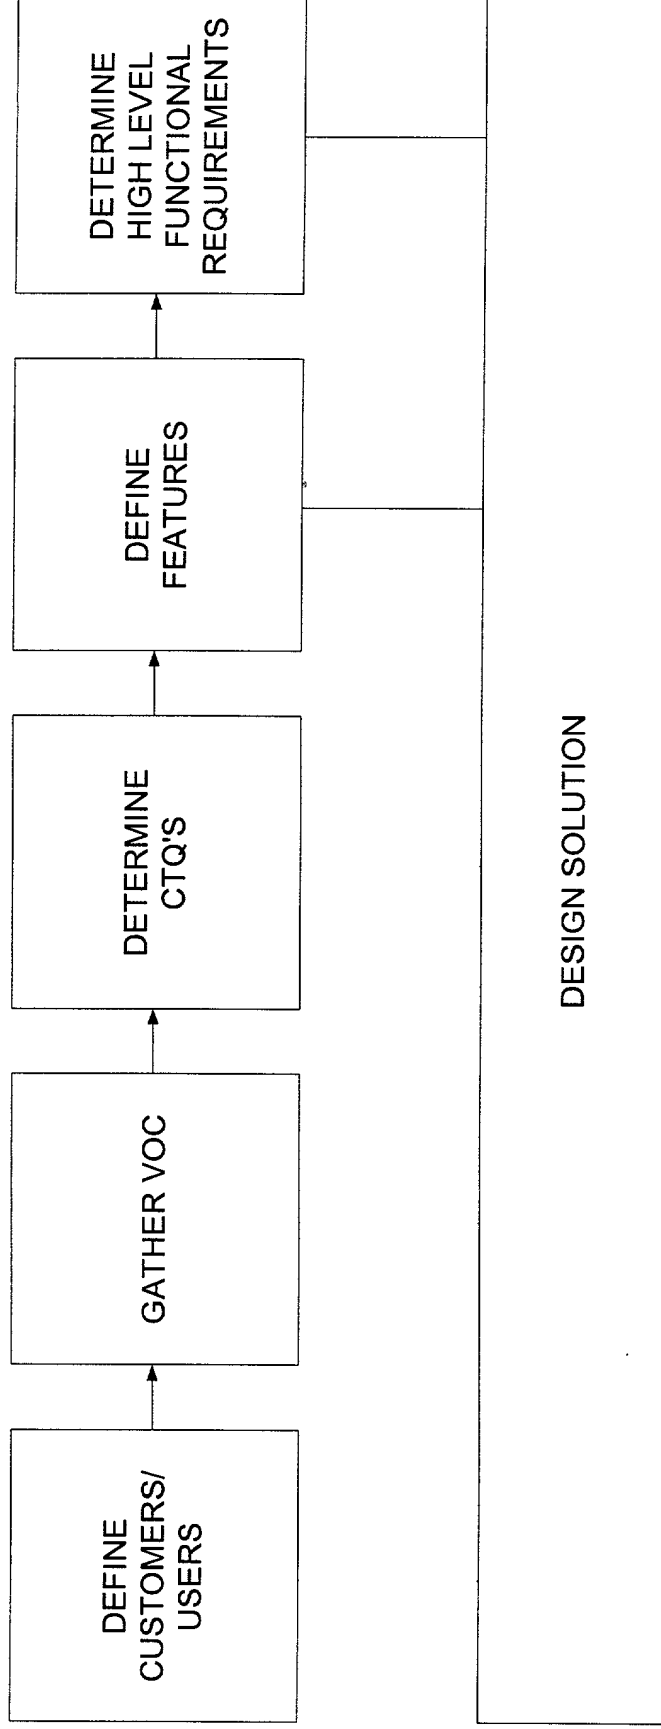 DEFINE
CUSTOMERS/
USERS
GATHER VOC
DETERMINE
CTQ'S
DEFINE
FEATURES
DETERMINE
HIGH LEVEL
FUNCTIONAL
REQUIREMENTS
DESIGN SOLUTION